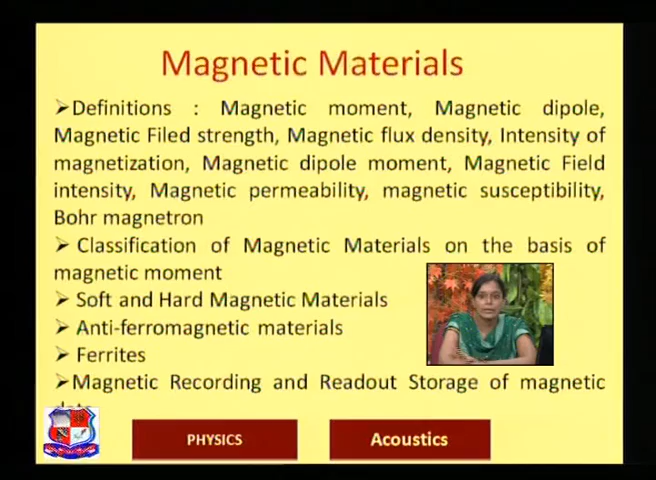 Magnetic Materials
➢Definitions : Magnetic moment, Magnetic dipole,
Magnetic Filed strength, Magnetic flux density, Intensity of
magnetization, Magnetic dipole moment, Magnetic Field
intensity, Magnetic permeability, magnetic susceptibility,
Bohr magnetron
➢ Classification of Magnetic Materials on the basis of
magnetic moment
➢ Soft and Hard Magnetic Materials
➢ Anti-ferromagnetic materials
➢ Ferrites
➢Magnetic Recording and Readout Storage of magnetic
PHYSICS
Acoustics